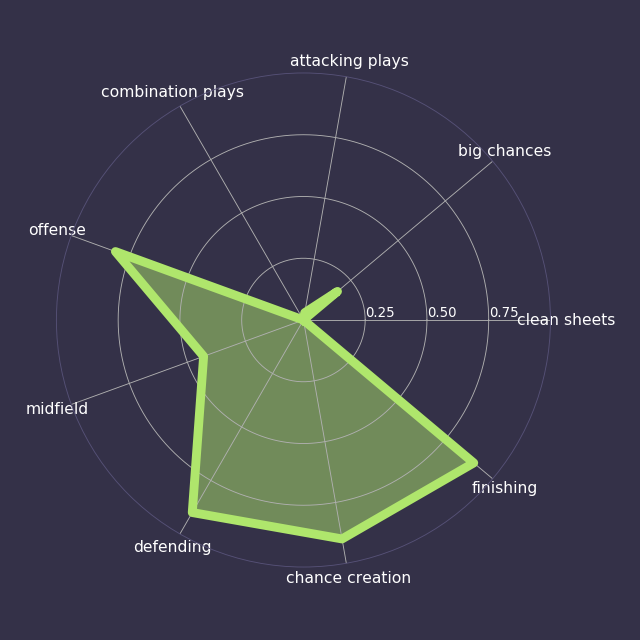 attacking plays
combination plays
big chances
offense
0.25 0.50 0.75
clean sheets
midfield
finishing
defending
chance creation